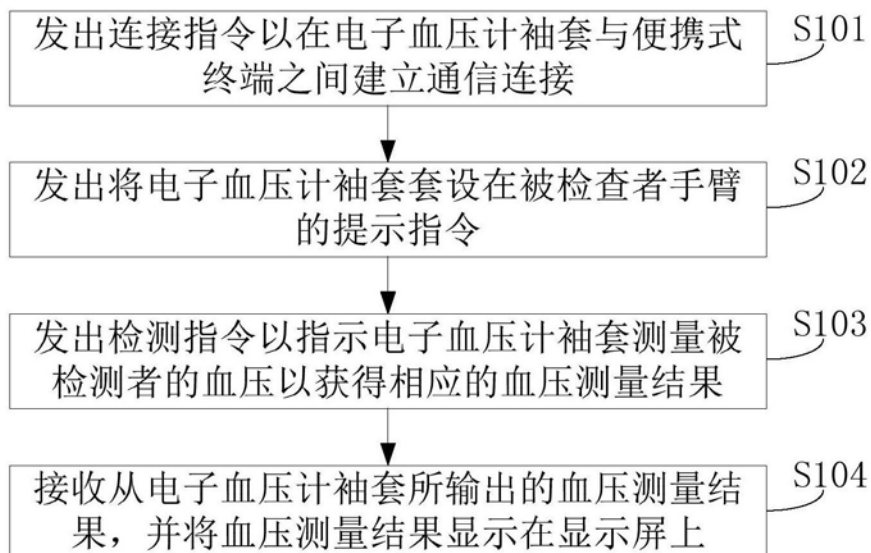 发出连接指令以在电子血压计袖套与便携式
终端之间建立通信连接
S101
发出将电子血压计袖套套设在被检查者手臂
的提示指令
S102
发出检测指令以指示电子血压计袖套测量被
检测者的血压以获得相应的血压测量结果
S103
接收从电子血压计袖套所输出的血压测量结
果，并将血压测量结果显示在显示屏上
S104